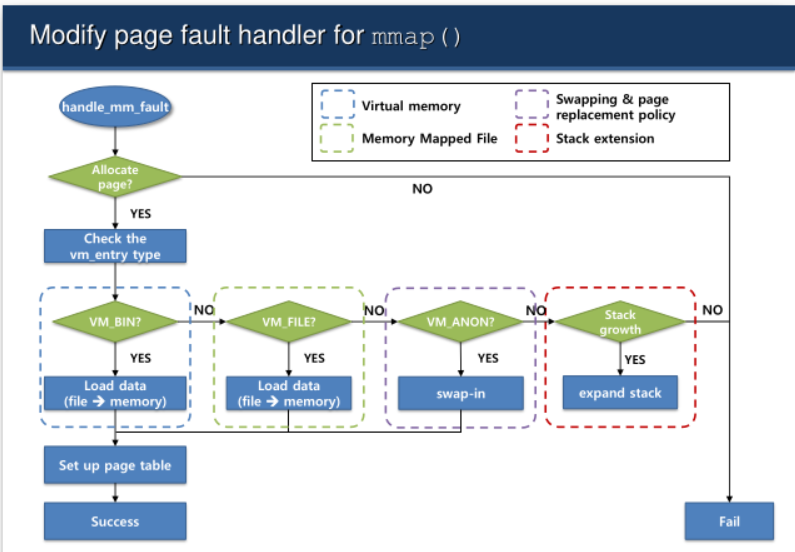 Modify page fault handler for mmap()
handle_mm_fault
Virtual memory
Swapping & page
replacement policy
Memory Mapped File
Stack extension
Allocate
page?
NO
YES
Check the
vm_entry type
VM_BIN?
NO
VM_FILE?
NO
VM_ANON?
NO
Stack
growth
NO
YES
YES
YES
YES
Load data
(file → memory)
Load data
(file → memory)
swap-in
expand stack
Set up page table
Success
Fail